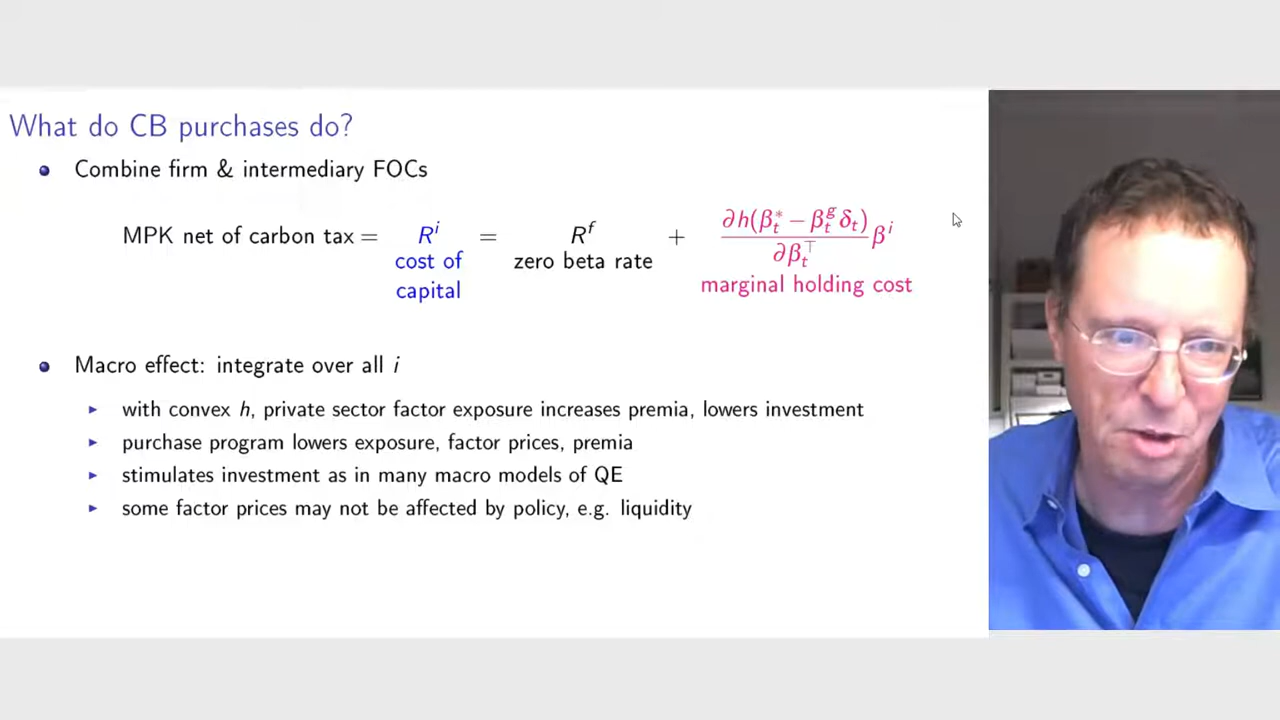 What do CB purchases do?
Combine firm & intermediary FOCs
MPK net of carbon tax = R^i = R^f + ∂h(β_t^* − β_t^g δ_t) / ∂β_t^⊤ β^i
cost of capital
zero beta rate
marginal holding cost
Macro effect: integrate over all i
with convex h, private sector factor exposure increases premia, lowers investment
purchase program lowers exposure, factor prices, premia
stimulates investment as in many macro models of QE
some factor prices may not be affected by policy, e.g. liquidity